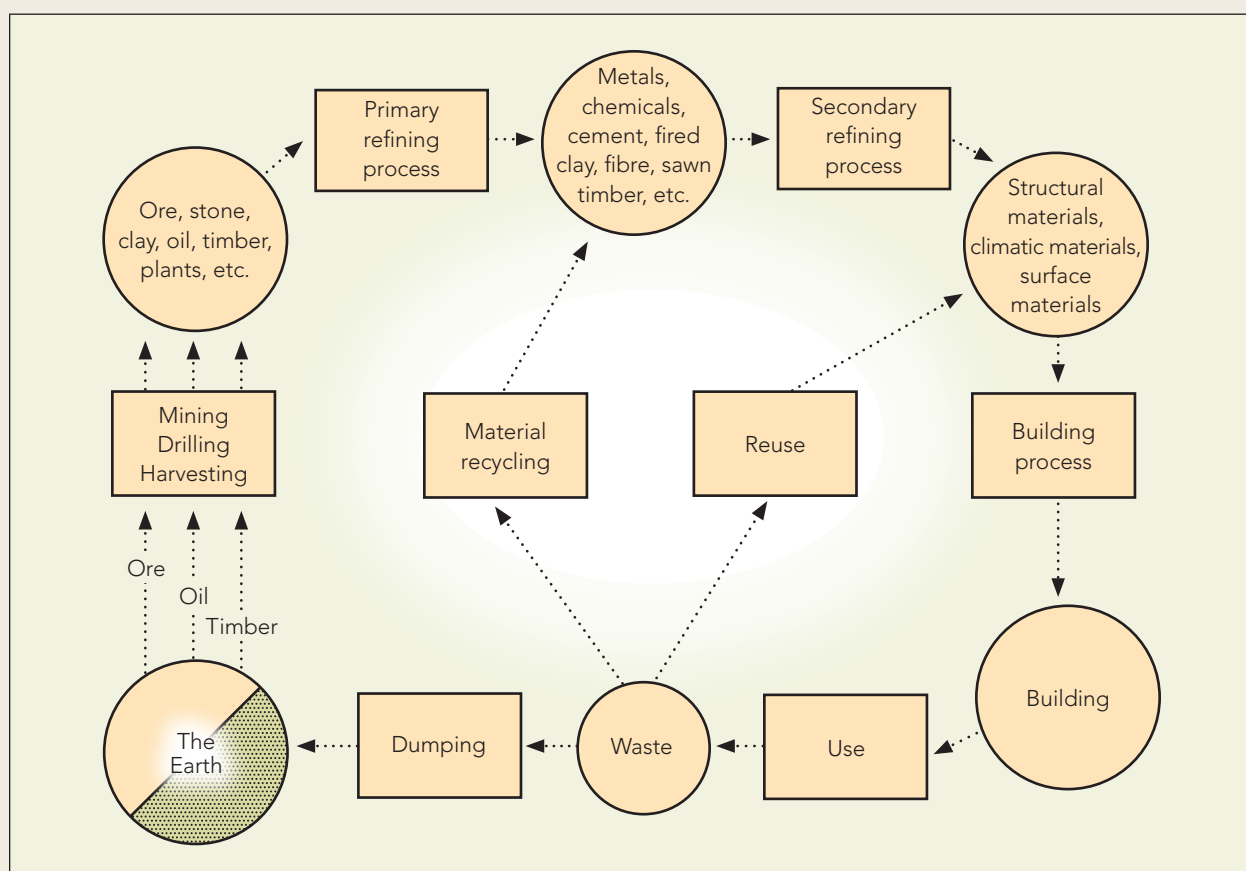 Metals,
chemicals,
cement, fired
clay, fibre, sawn
timber, etc.
Primary
refining
process
Secondary
refining
process
Ore, stone,
clay, oil, timber,
plants, etc.
Structural
materials,
climatic materials,
surface
materials
Mining
Drilling
Harvesting
Material
recycling
Reuse
Building
process
Ore
Oil
Timber
The
Earth
Dumping
Waste
Use
Building